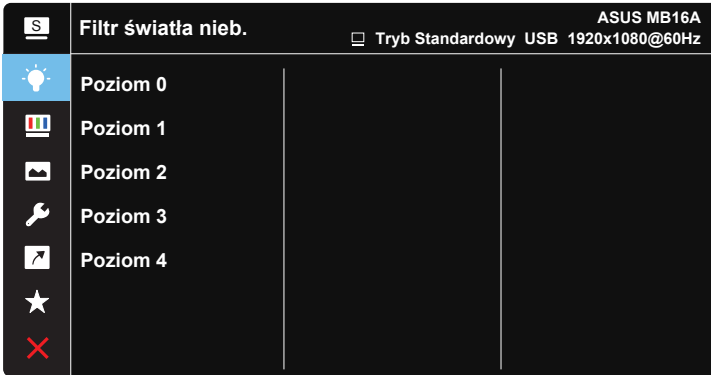 S
Filtr światła nieb.
ASUS MB16A
Tryb Standardowy USB 1920x1080@60Hz
Poziom 0
Poziom 1
Poziom 2
Poziom 3
Poziom 4